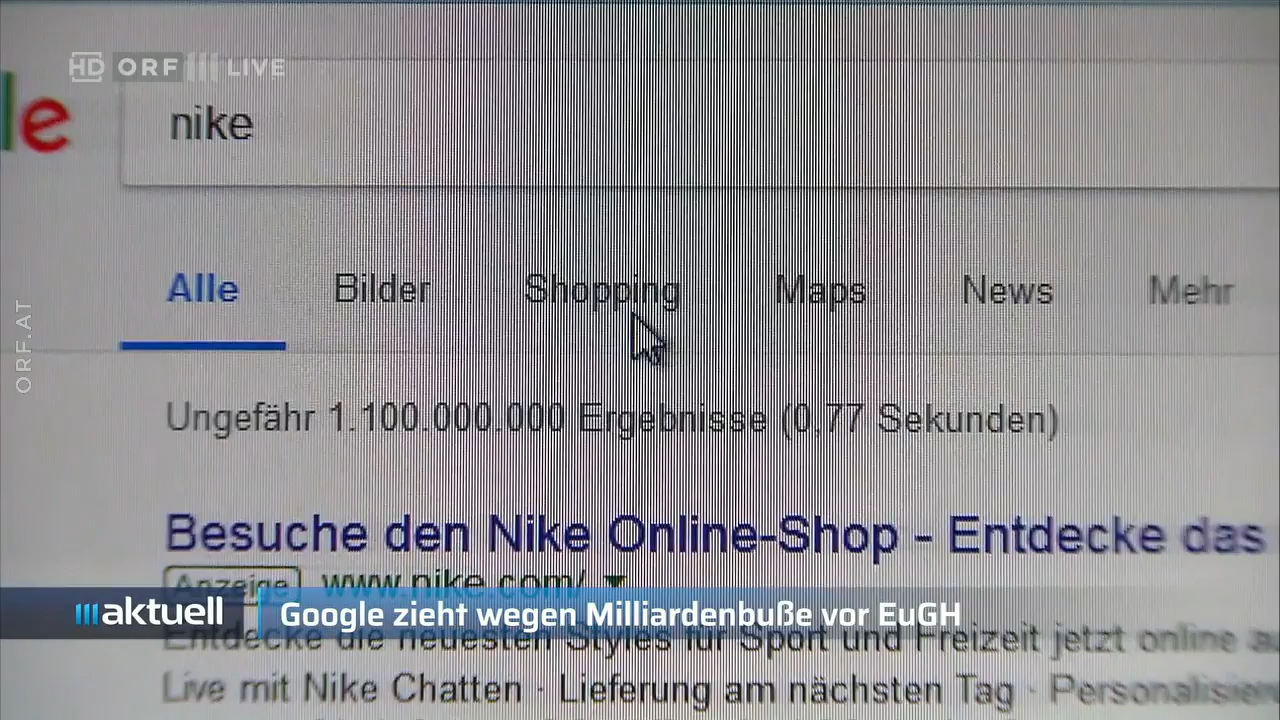 HD ORF III LIVE
le
nike
Alle Bilder Shopping Maps News Mehr
ORF.AT
Ungefähr 1.100.000.000 Ergebnisse (0,77 Sekunden)
Besuche den Nike Online-Shop - Entdecke das
Anzeige www.nike.com/
III aktuell Google zieht wegen Milliardenbuße vor EuGH
Entdecke die neuesten Styles für Sport und Freizeit jetzt online
Live mit Nike Chatten · Lieferung am nächsten Tag ·